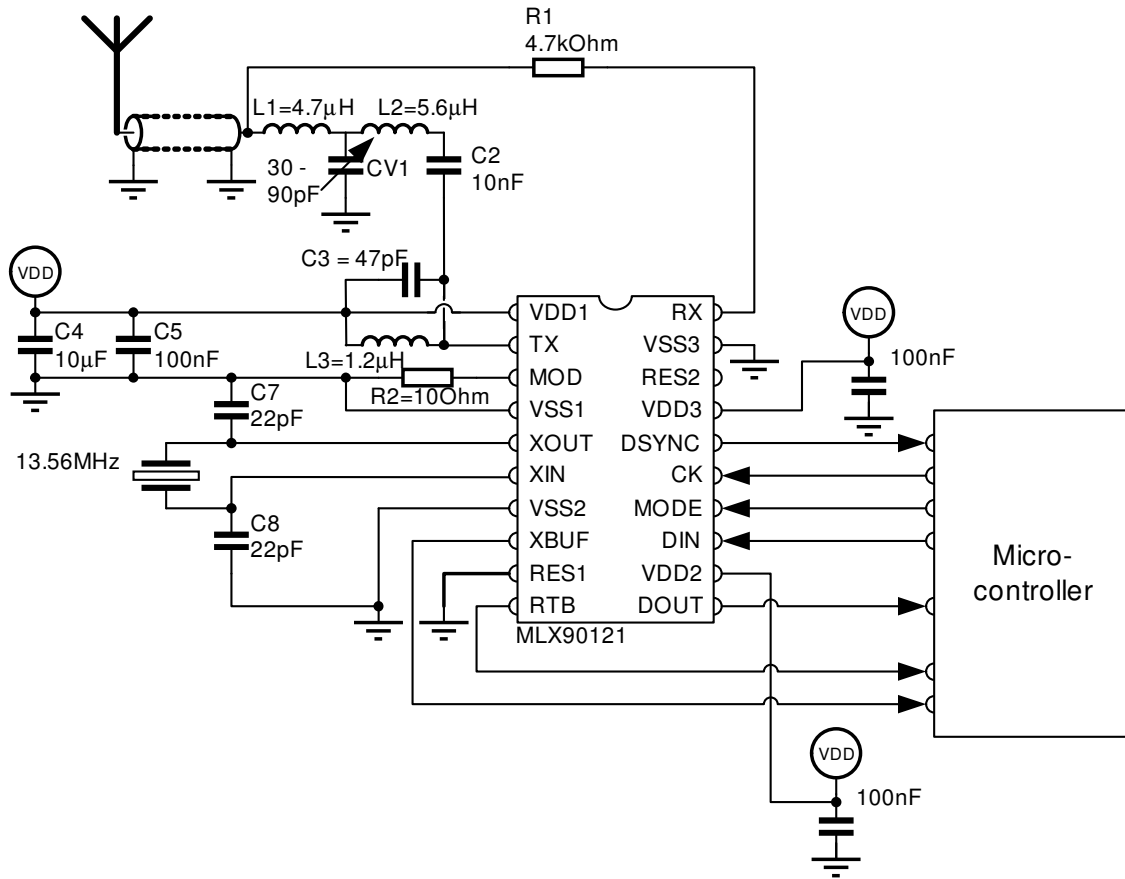 R1
4.7kOhm
L1=4.7μH
L2=5.6μH
30 -
90pF
CV1
C2
10nF
C3 = 47pF
VDD
C4
10μF
C5
100nF
L3=1.2μH
R2=10Ohm
C7
22pF
13.56MHz
C8
22pF
VDD1
TX
MOD
VSS1
XOUT
XIN
VSS2
XBUF
RES1
RTB
RX
VSS3
RES2
VDD3
DSYNC
CK
MODE
DIN
VDD2
DOUT
MLX90121
VDD
100nF
Micro-
controller
VDD
100nF